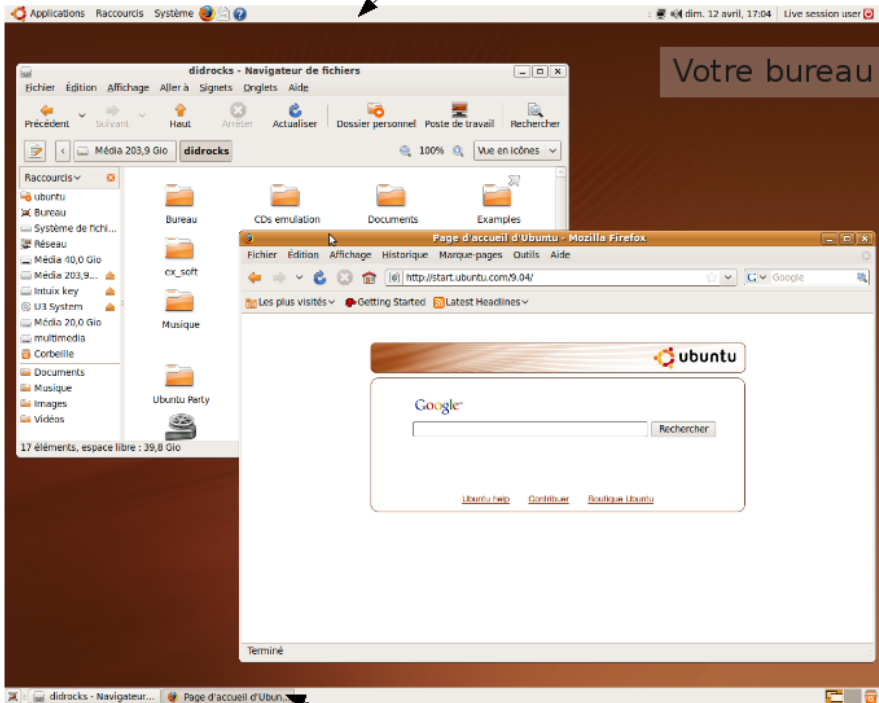 Applications Raccourcis Système dim. 12 avril, 17:04 Live session user
Votre bureau
didrocks - Navigateur de fichiers
Fichier Édition Affichage Aller à Signets Onglets Aide
Précédent Suivant Haut Arrêter Actualiser Dossier personnel Poste de travail Rechercher
Média 203,9 Gio didrocks 100% Vue en icônes
Raccourcis
ubuntu
Bureau
Système de fichi...
Réseau
Média 40,0 Gio
Média 203,9...
Intuix key
U3 System
Média 20,0 Gio
multimedia
Corbeille
Documents
Musique
Images
Vidéos
Bureau CDs emulation Documents Examples
ex_soft
Musique
Ubuntu Party
17 éléments, espace libre : 39,8 Gio
Page d'accueil d'Ubuntu - Mozilla Firefox
Fichier Édition Affichage Historique Marque-pages Outils Aide
http://start.ubuntu.com/9.04/ G Google
Les plus visités Getting Started Latest Headlines
ubuntu
Google
Rechercher
Ubuntu help Contribuer Boutique Ubuntu
Terminé
didrocks - Navigateur... Page d'accueil d'Ubun...